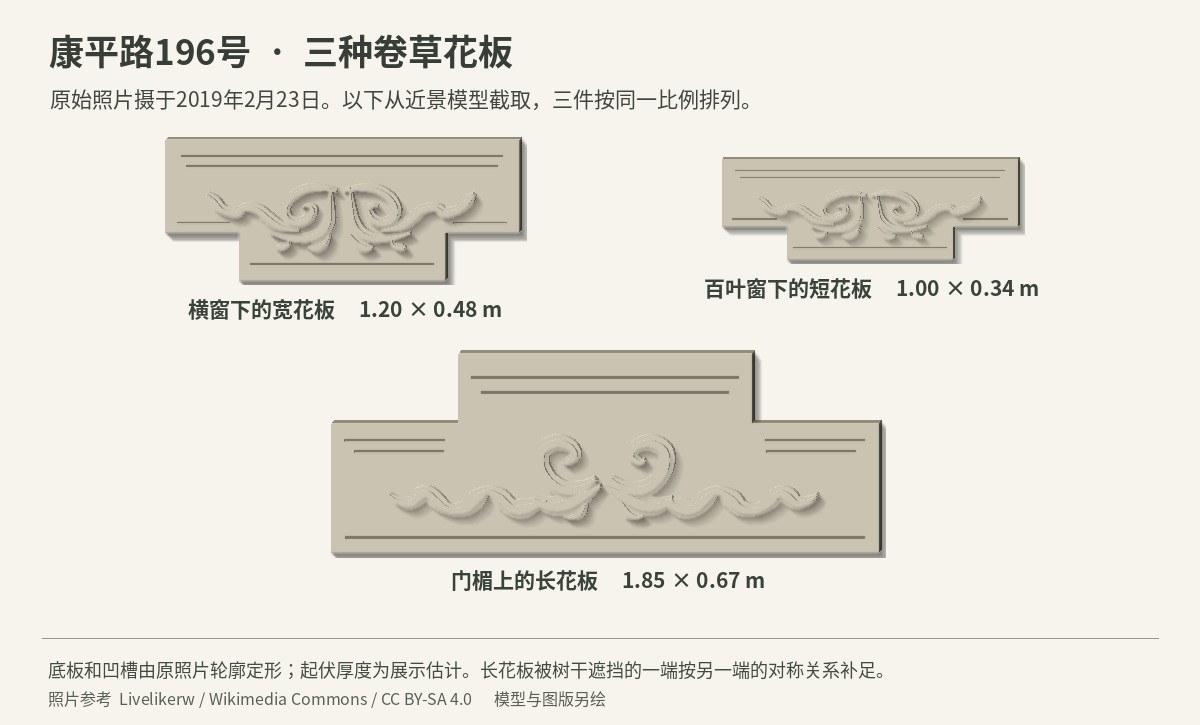 康平路196号 · 三种卷草花板
原始照片摄于2019年2月23日。以下从近景模型截取，三件按同一比例排列。
横窗下的宽花板 1.20 × 0.48 m
百叶窗下的短花板 1.00 × 0.34 m
门楣上的长花板 1.85 × 0.67 m
底板和凹槽由原照片轮廓定形；起伏厚度为展示估计。长花板被树干遮挡的一端按另一端的对称关系补足。
照片参考 Livelikerw / Wikimedia Commons / CC BY-SA 4.0 模型与图版另绘